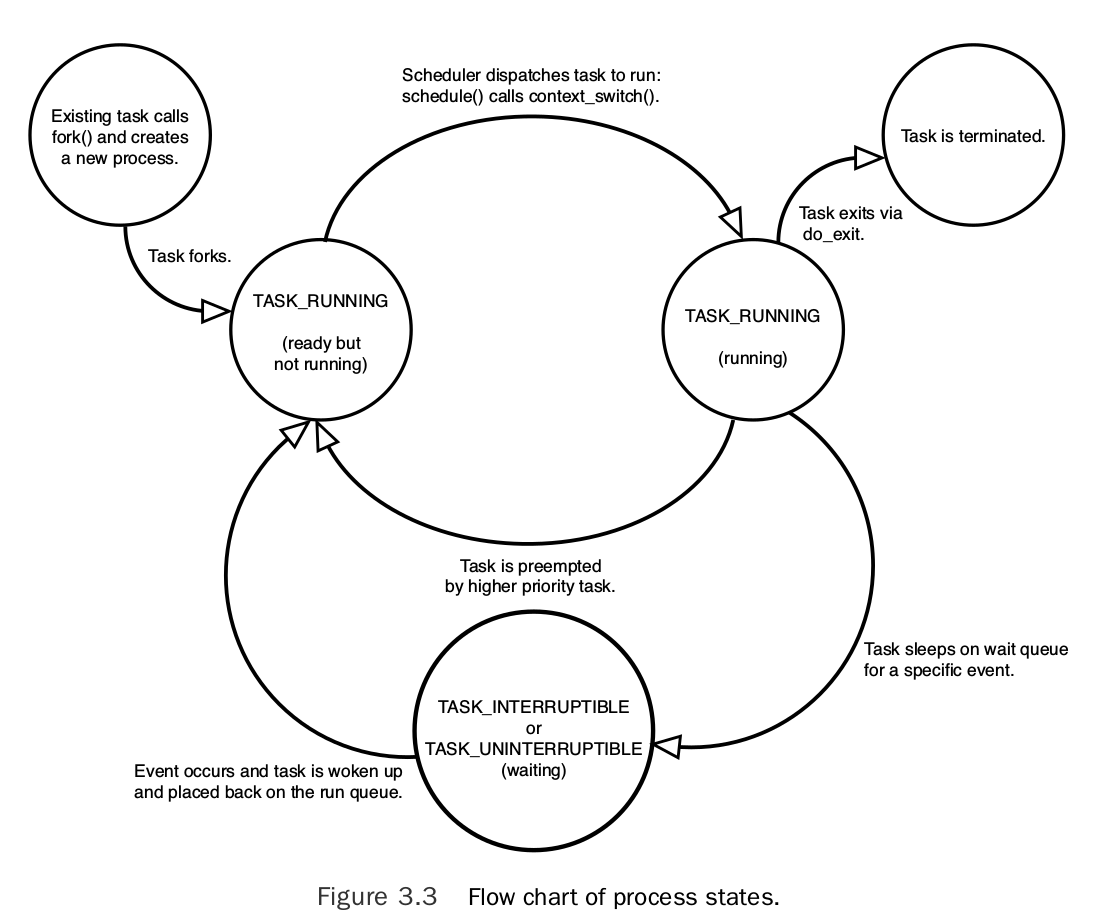 Scheduler dispatches task to run:
schedule() calls context_switch().
Existing task calls
fork() and creates
a new process.
Task is terminated.
Task exits via
do_exit.
Task forks.
TASK_RUNNING
(ready but
not running)
TASK_RUNNING
(running)
Task is preempted
by higher priority task.
Task sleeps on wait queue
for a specific event.
TASK_INTERRUPTIBLE
or
TASK_UNINTERRUPTIBLE
(waiting)
Event occurs and task is woken up
and placed back on the run queue.
Figure 3.3 Flow chart of process states.